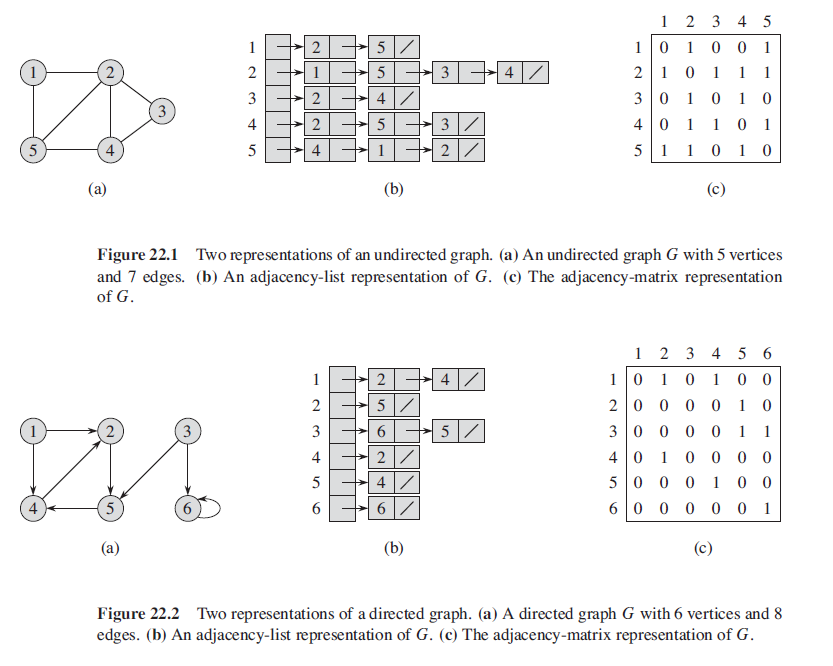 1 2 3 4 5
1 2 5 1 0 1 0 0 1
1 2 2 1 5 3 4 2 1 0 1 1 1
3 3 2 4 3 0 1 0 1 0
4 2 5 3 4 0 1 1 0 1
5 4 5 4 1 2 5 1 1 0 1 0
(a) (b) (c)
Figure 22.1 Two representations of an undirected graph. (a) An undirected graph G with 5 vertices
and 7 edges. (b) An adjacency-list representation of G. (c) The adjacency-matrix representation
of G.
1 2 3 4 5 6
1 2 4 1 0 1 0 1 0 0
2 5 2 0 0 0 0 1 0
1 2 3 3 6 5 3 0 0 0 0 1 1
4 2 4 0 1 0 0 0 0
5 4 5 0 0 0 1 0 0
4 5 6 6 6 6 0 0 0 0 0 1
(a) (b) (c)
Figure 22.2 Two representations of a directed graph. (a) A directed graph G with 6 vertices and 8
edges. (b) An adjacency-list representation of G. (c) The adjacency-matrix representation of G.